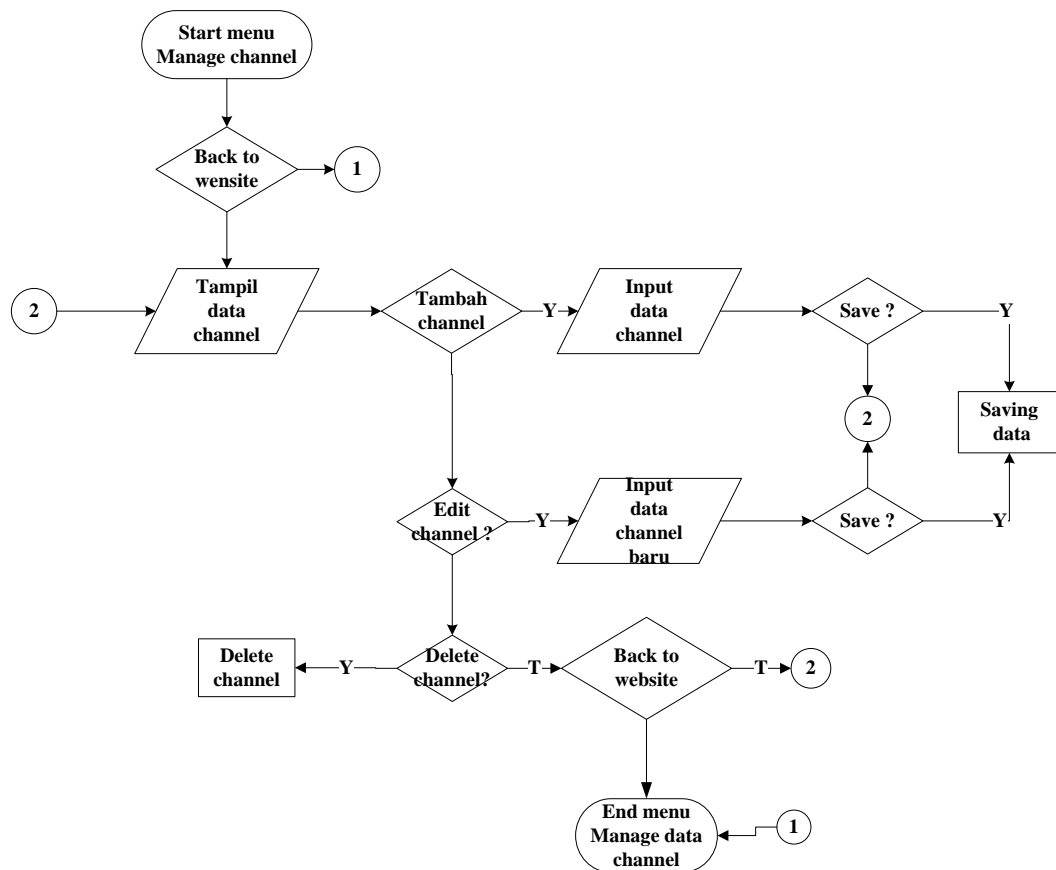 Start menu
Manage channel
Back to
wensite
1
2
Tampil
data
channel
Tambah
channel
Y
Input
data
channel
Save ?
Y
2
Saving
data
Edit
channel ?
Y
Input
data
channel
baru
Save ?
Y
Delete
channel
Y
Delete
channel?
T
Back to
website
T
2
End menu
Manage data
channel
1